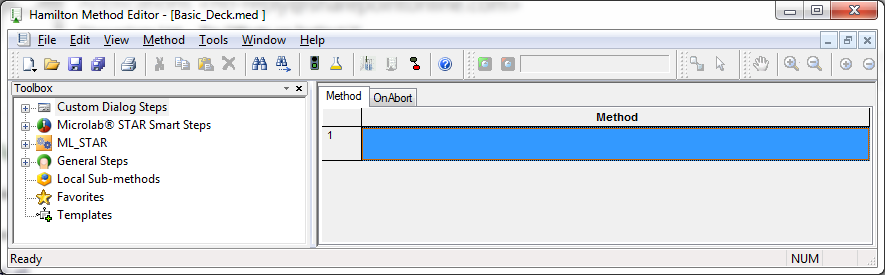 Hamilton Method Editor - [Basic_Deck.med ]
File Edit View Method Tools Window Help
Toolbox
Custom Dialog Steps
Microlab® STAR Smart Steps
ML_STAR
General Steps
Local Sub-methods
Favorites
Templates
Method OnAbort
Method
1
Ready NUM